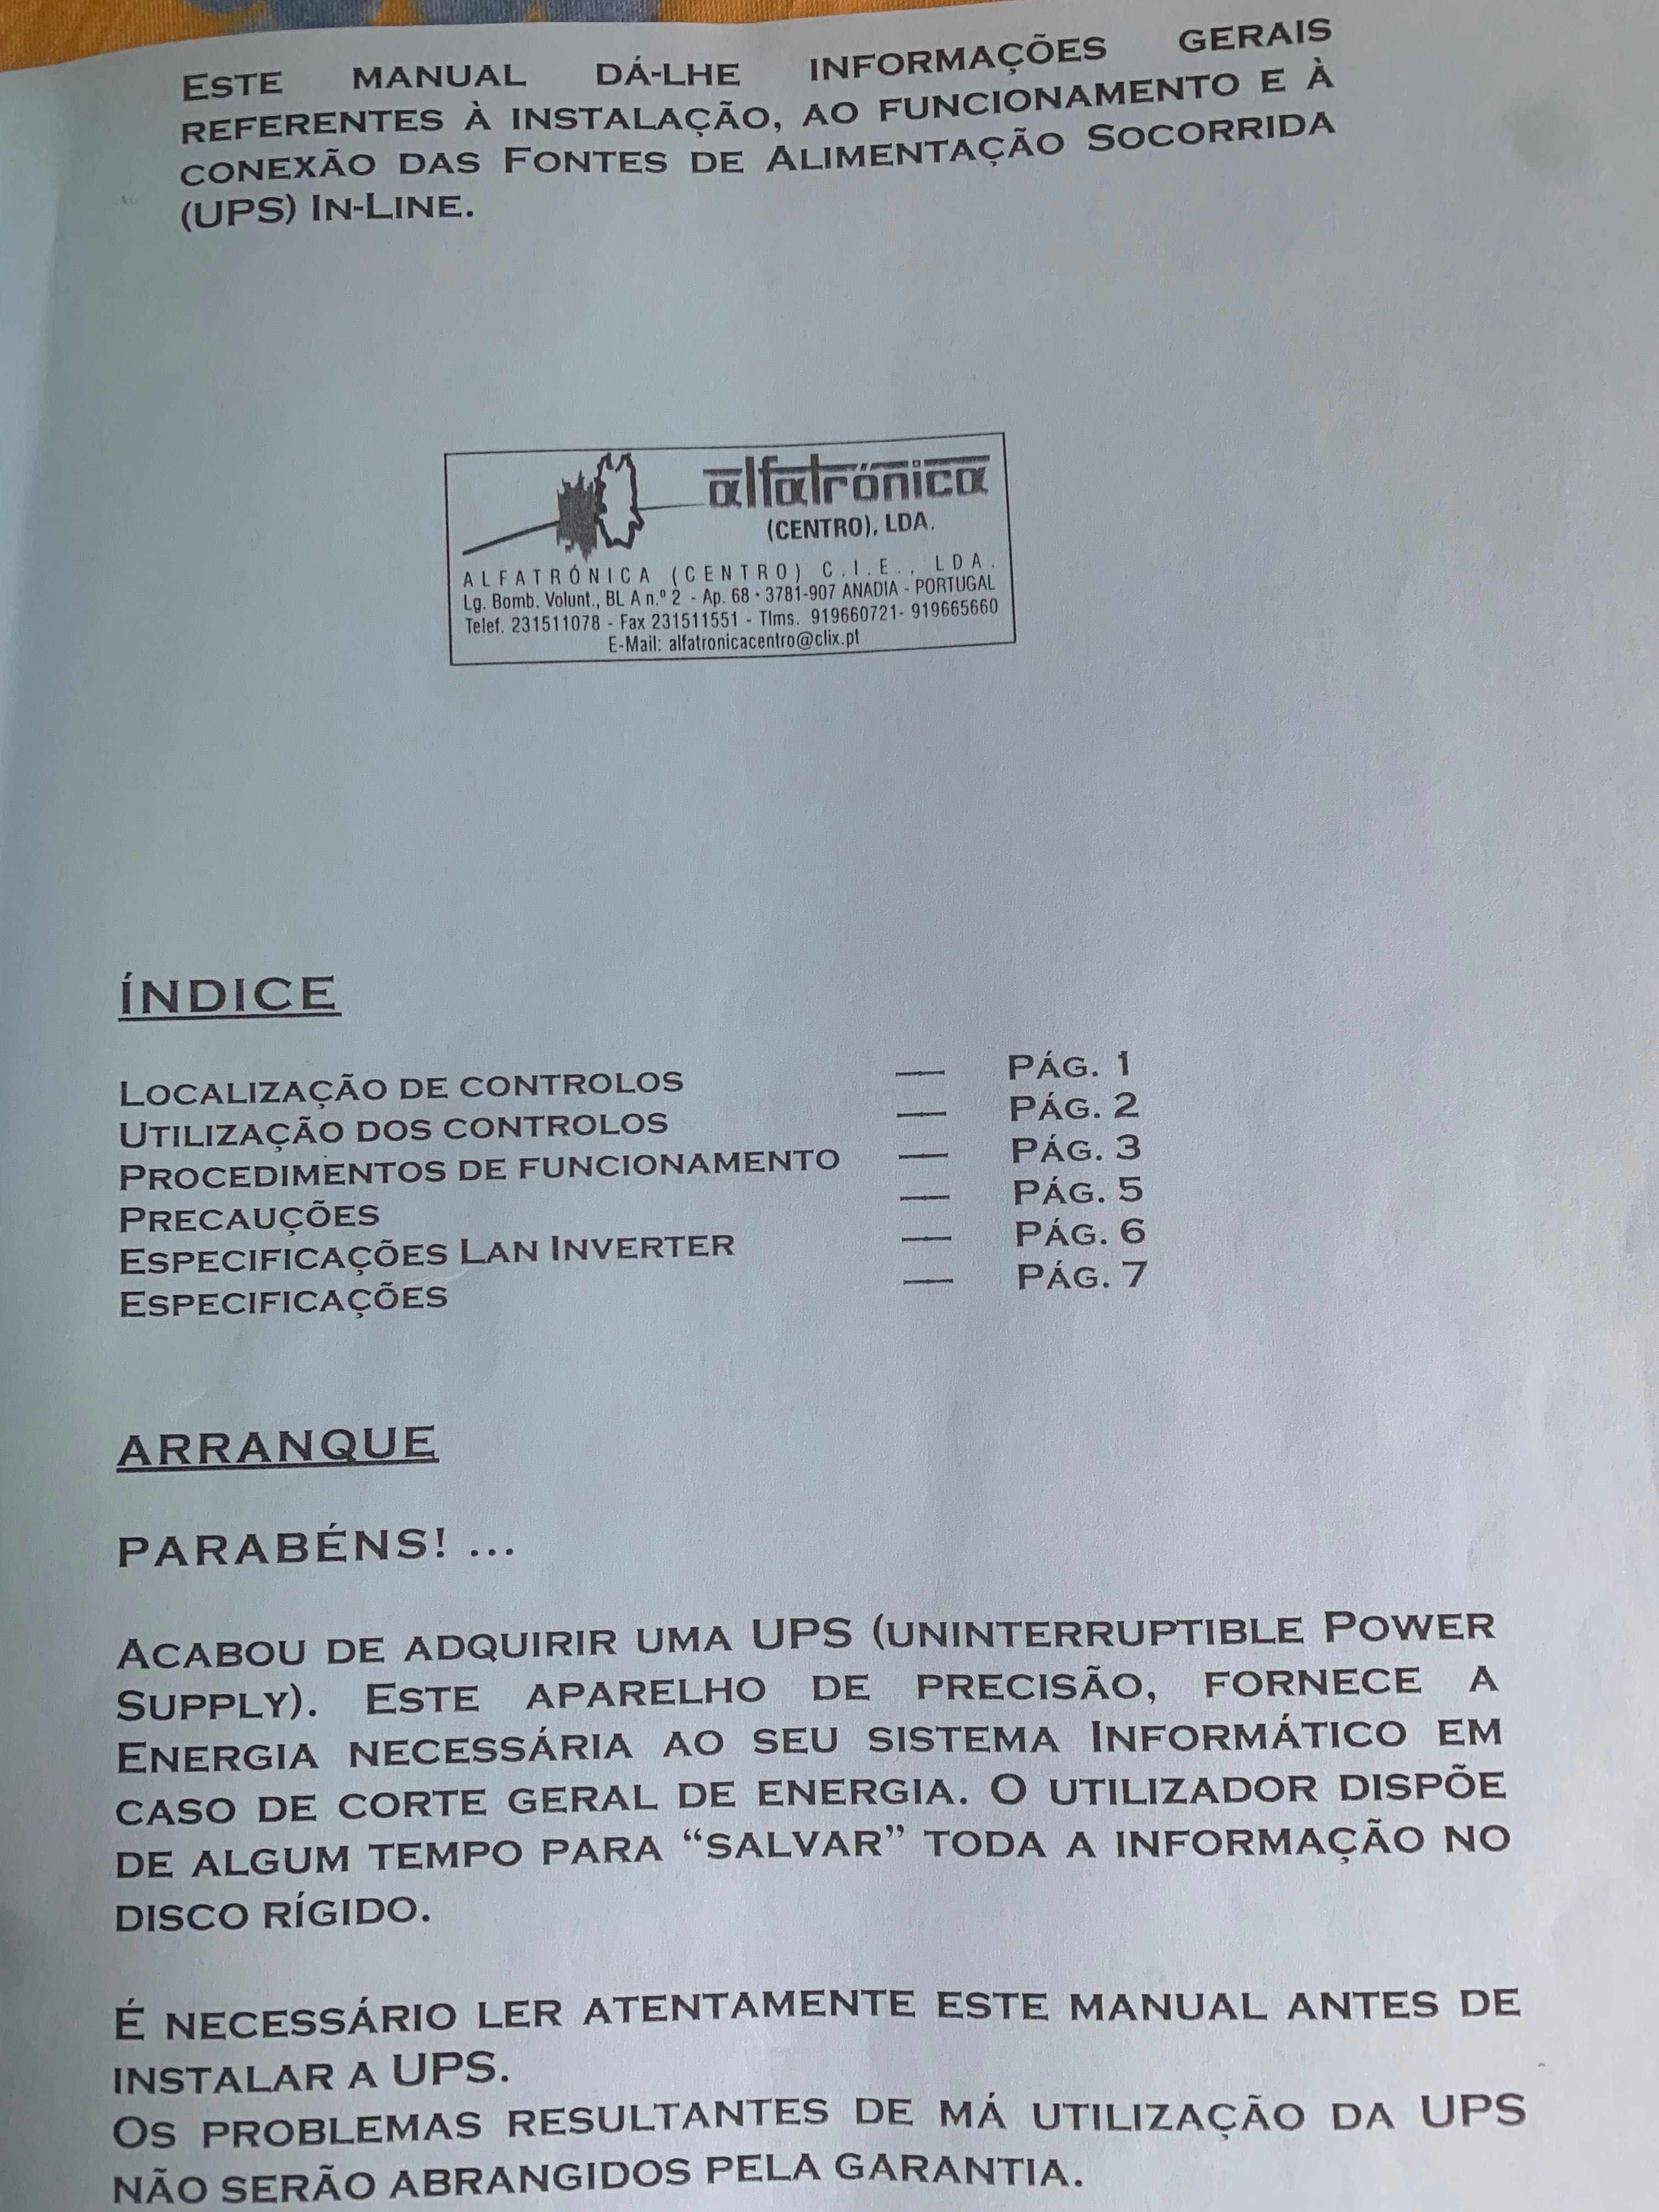 Este manual dá-lhe informações gerais
referentes à instalação, ao funcionamento e à
conexão das Fontes de Alimentação Socorrida
(UPS) In-Line.
alfatrónica
(CENTRO), LDA.
ALFATRÓNICA (CENTRO) C.I.E., LDA.
Lg. Bomb. Volunt., BL A n.º 2 - Ap. 68 · 3781-907 ANADIA - PORTUGAL
Telef. 231511078 - Fax 231511551 - Tlms. 919660721- 919665660
E-Mail: alfatronicacentro@clix.pt
ÍNDICE
Localização de controlos — Pág. 1
Utilização dos controlos — Pág. 2
Procedimentos de funcionamento — Pág. 3
Precauções — Pág. 5
Especificações Lan Inverter — Pág. 6
Especificações — Pág. 7
ARRANQUE
PARABÉNS! ...
Acabou de adquirir uma UPS (uninterruptible Power
Supply). Este aparelho de precisão, fornece a
Energia necessária ao seu sistema Informático em
caso de corte geral de energia. O utilizador dispõe
de algum tempo para “salvar” toda a informação no
disco rígido.
É necessário ler atentamente este manual antes de
instalar a UPS.
Os problemas resultantes de má utilização da UPS
não serão abrangidos pela garantia.